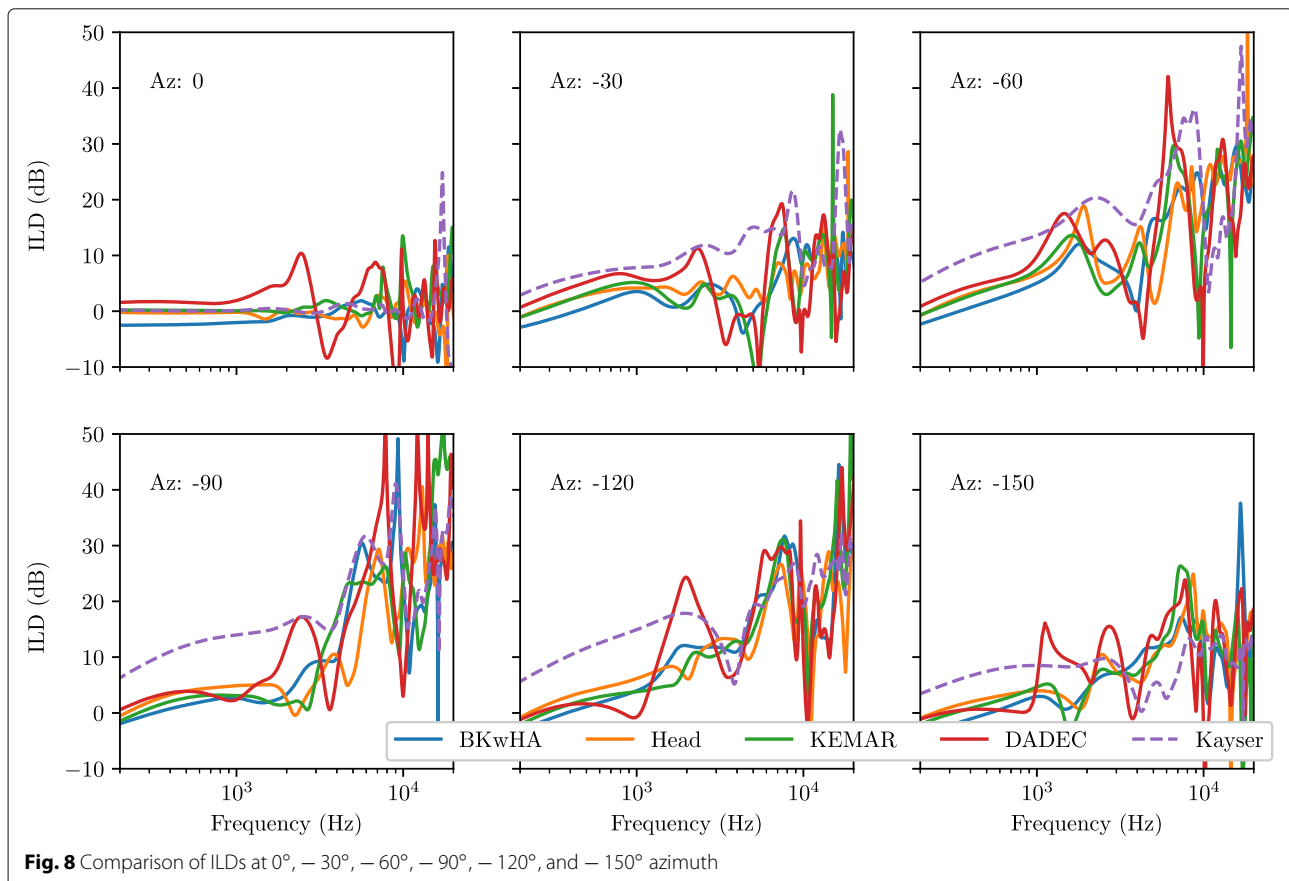 50
40
30
20
10
0
−10
ILD (dB)
Az: 0
Az: -30
Az: -60
50
40
30
20
10
0
−10
ILD (dB)
Az: -90
Az: -120
Az: -150
BKwHA Head KEMAR DADEC Kayser
10³ 10⁴
10³ 10⁴
10³ 10⁴
Frequency (Hz)
Frequency (Hz)
Frequency (Hz)
Fig. 8 Comparison of ILDs at 0°, − 30°, − 60°, − 90°, − 120°, and − 150° azimuth